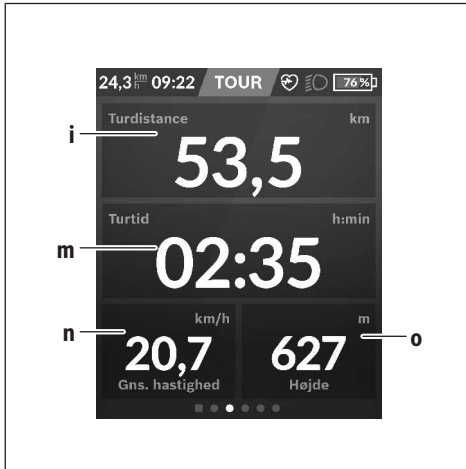 24,3 km/h 09:22 TOUR 76 %
Turdistance km
i
53,5
Turtid h:min
m
02:35
km/h m
n o
20,7 627
Gns. hastighed Højde